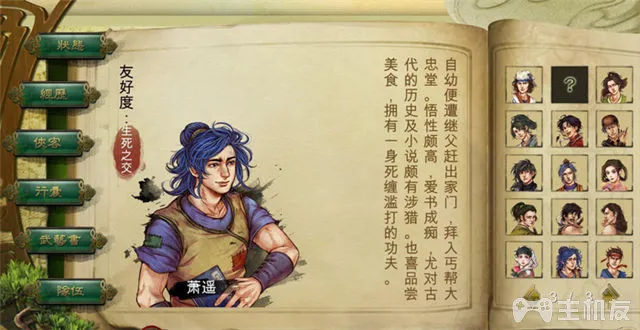 狀態
經歷
俠客
行囊
武藝書
隊伍
友好度：生死之交
自幼便遭继父赶出家门，拜入丐帮大
忠堂。悟性颇高，爱书成痴，尤对古
代的历史及小说颇有涉猎。也喜品尝
美食，拥有一身死缠滥打的功夫。
萧遥
?
3 / 3
主机友